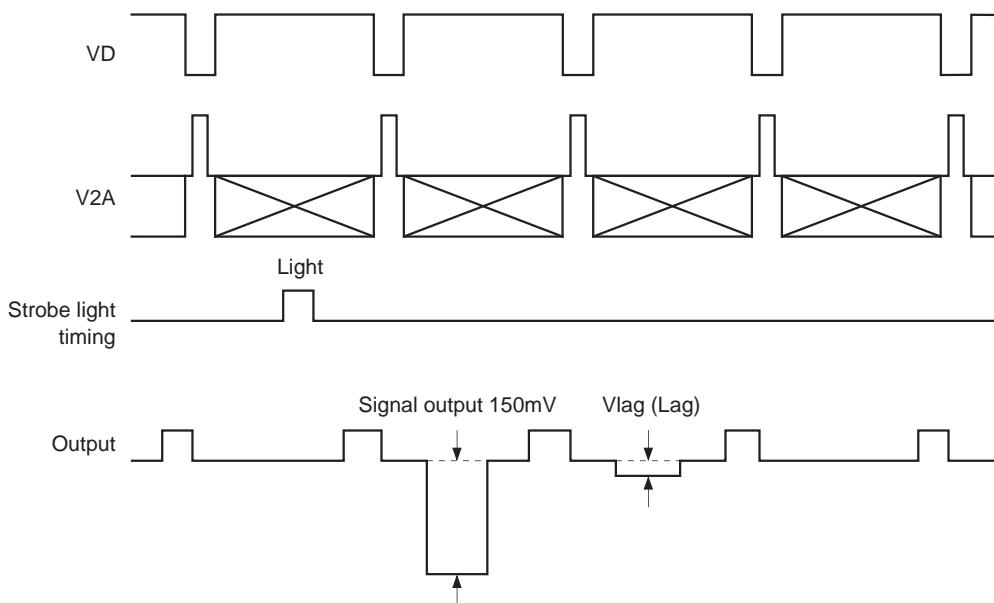 VD
V2A
Light
Strobe light
timing
Signal output 150mV
Vlag (Lag)
Output